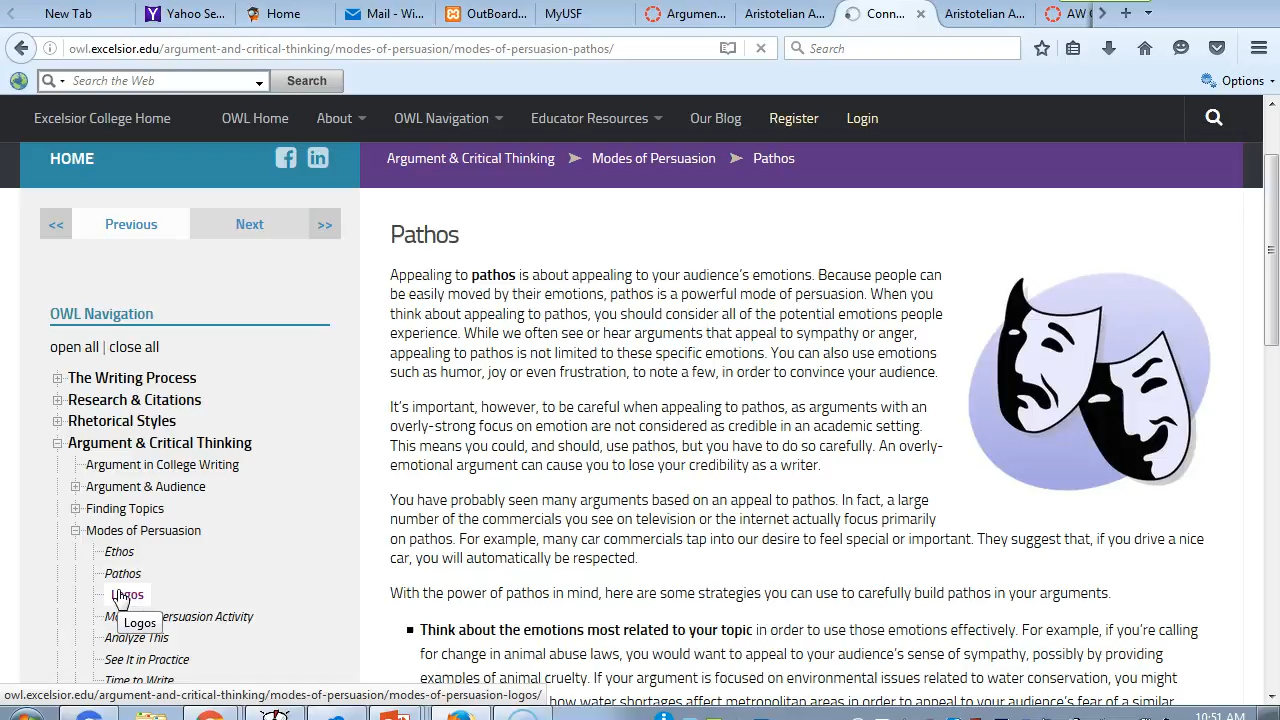 New Tab
Yahoo Se...
Home
Mail - Wi...
OutBoard...
MyUSF
Argumen...
Aristotelian A...
Conn...
Aristotelian A...
AW
owl.excelsior.edu/argument-and-critical-thinking/modes-of-persuasion/modes-of-persuasion-pathos/
Search
Search the Web
Search
Options
Excelsior College Home
OWL Home
About
OWL Navigation
Educator Resources
Our Blog
Register
Login
HOME
Argument & Critical Thinking
Modes of Persuasion
Pathos
<< Previous
Next >>
OWL Navigation
open all | close all
The Writing Process
Research & Citations
Rhetorical Styles
Argument & Critical Thinking
Argument in College Writing
Argument & Audience
Finding Topics
Modes of Persuasion
Ethos
Pathos
Logos
Persuasion Activity
Logos
Analyze This
See It in Practice
Time to Write
Pathos
Appealing to pathos is about appealing to your audience's emotions. Because people can
be easily moved by their emotions, pathos is a powerful mode of persuasion. When you
think about appealing to pathos, you should consider all of the potential emotions people
experience. While we often see or hear arguments that appeal to sympathy or anger,
appealing to pathos is not limited to these specific emotions. You can also use emotions
such as humor, joy or even frustration, to note a few, in order to convince your audience.
It's important, however, to be careful when appealing to pathos, as arguments with an
overly-strong focus on emotion are not considered as credible in an academic setting.
This means you could, and should, use pathos, but you have to do so carefully. An overly-
emotional argument can cause you to lose your credibility as a writer.
You have probably seen many arguments based on an appeal to pathos. In fact, a large
number of the commercials you see on television or the internet actually focus primarily
on pathos. For example, many car commercials tap into our desire to feel special or important. They suggest that, if you drive a nice
car, you will automatically be respected.
With the power of pathos in mind, here are some strategies you can use to carefully build pathos in your arguments.
Think about the emotions most related to your topic in order to use those emotions effectively. For example, if you're calling
for change in animal abuse laws, you would want to appeal to your audience's sense of sympathy, possibly by providing
examples of animal cruelty. If your argument is focused on environmental issues related to water conservation, you might
how water shortages affect metropolitan areas in order to appeal to your audience's fear of a similar
owl.excelsior.edu/argument-and-critical-thinking/modes-of-persuasion/modes-of-persuasion-logos/
10:51 AM